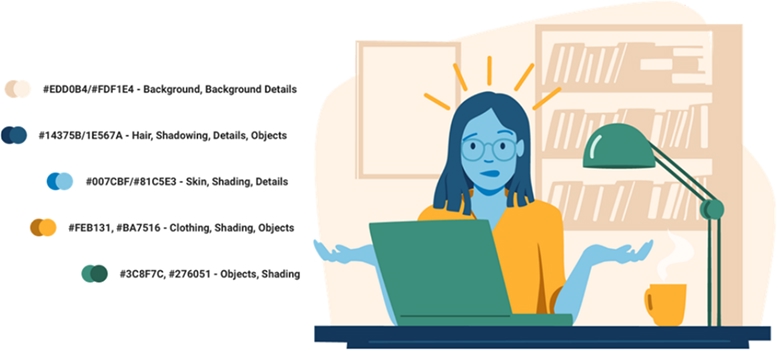 #EDD0B4/#FDF1E4 - Background, Background Details
#14375B/1E567A - Hair, Shadowing, Details, Objects
#007CBF/#81C5E3 - Skin, Shading, Details
#FEB131, #BA7516 - Clothing, Shading, Objects
#3C8F7C, #276051 - Objects, Shading